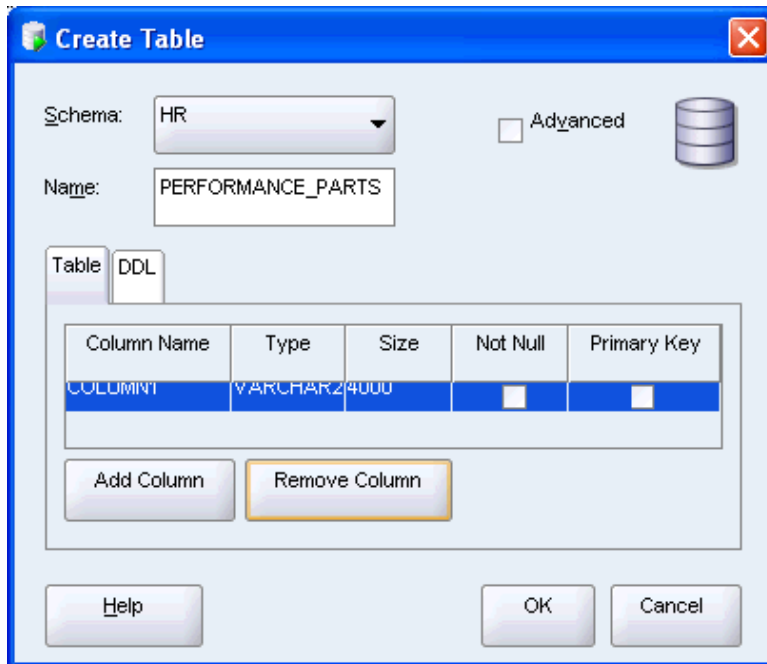 Create Table
Schema: HR Advanced
Name: PERFORMANCE_PARTS
Table DDL
Column Name Type Size Not Null Primary Key
COLUMN1 VARCHAR2 4000
Add Column Remove Column
Help OK Cancel